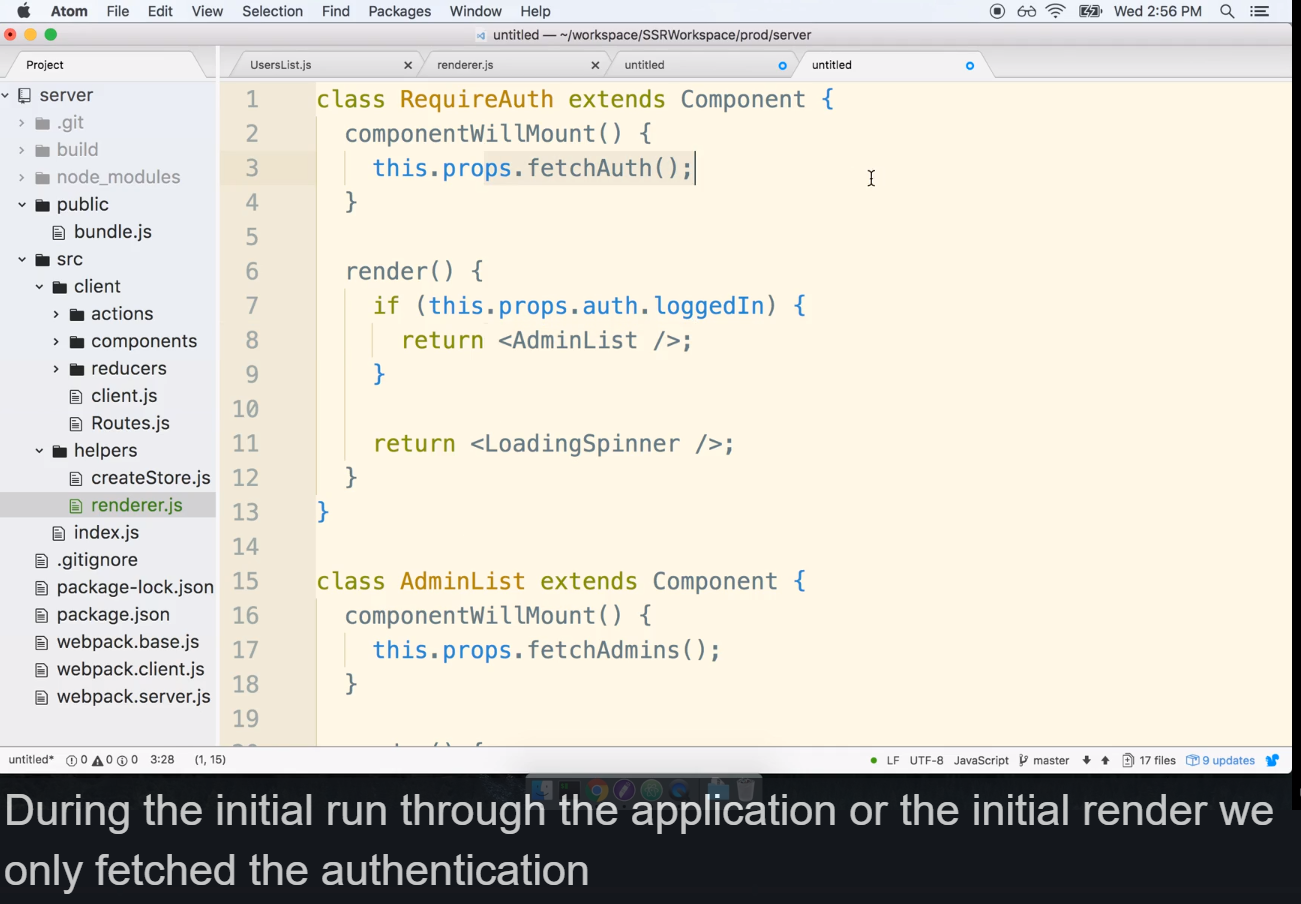 Atom File Edit View Selection Find Packages Window Help Wed 2:56 PM
untitled — ~/workspace/SSRWorkspace/prod/server
Project UsersList.js renderer.js untitled untitled
server
.git
build
node_modules
public
bundle.js
src
client
actions
components
reducers
client.js
Routes.js
helpers
createStore.js
renderer.js
index.js
.gitignore
package-lock.json
package.json
webpack.base.js
webpack.client.js
webpack.server.js
1 class RequireAuth extends Component {
2 componentWillMount() {
3 this.props.fetchAuth();
4 }
5
6 render() {
7 if (this.props.auth.loggedIn) {
8 return <AdminList />;
9 }
10
11 return <LoadingSpinner />;
12 }
13 }
14
15 class AdminList extends Component {
16 componentWillMount() {
17 this.props.fetchAdmins();
18 }
19
untitled* 0 0 0 3:28 (1, 15) LF UTF-8 JavaScript master 17 files 9 updates
During the initial run through the application or the initial render we
only fetched the authentication